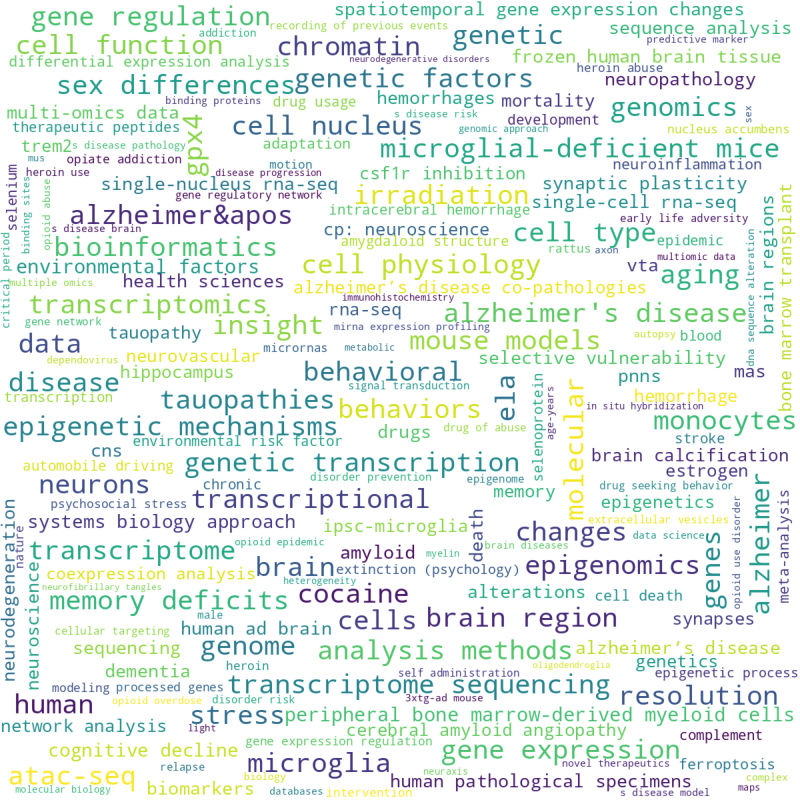 spatiotemporal gene expression changes
gene regulation
addiction
recording of previous events
genetic
sequence analysis
predictive marker
cell function
chromatin
differential expression analysis
neurodegenerative disorders
frozen human brain tissue
heroin abuse
sex differences
genetic factors
neuropathology
binding proteins
drug usage
hemorrhages
mortality
genomics
sex
multi-omics data
s disease risk
development
therapeutic peptides
gpx4
cell nucleus
genomic approach
nucleus accumbens
trem2
s disease pathology
adaptation
microglial-deficient mice
mus
opiate addiction
motion
neuroinflammation
heroin use
disease progression
csf1r inhibition
single-nucleus rna-seq
irradiation
synaptic plasticity
selenium
binding sites
opioid abuse
gene regulatory network
single-cell rna-seq
alzheimer&apos
intracerebral hemorrhage
early life adversity
s disease brain
cp: neuroscience
cell type
critical period
bioinformatics
amygdaloid structure
epidemic
rattus
axon
multiomic data
environmental factors
cell physiology
vta
aging
dna sequence alteration
brain regions
bone marrow transplant
multiple omics
health sciences
alzheimer's disease co-pathologies
transcriptomics
immunohistochemistry
rna-seq
alzheimer's disease
gene network
insight
mirna expression profiling
tauopathy
mouse models
autopsy
blood
data
micrornas
metabolic
dependovirus
neurovascular
selective vulnerability
hippocampus
behavioral
signal transduction
pnns
mas
disease
transcription
tauopathies
behaviors
ela
selenoprotein
age-years
molecular
hemorrhage
in situ hybridization
monocytes
epigenetic mechanisms
drugs
drug of abuse
environmental risk factor
stroke
cns
brain calcification
automobile driving
genetic transcription
estrogen
disorder prevention
epigenome
memory
neurons
chronic
drug seeking behavior
psychosocial stress
transcriptional
epigenetics
alzheimer
meta-analysis
systems biology approach
ipsc-microglia
death
extracellular vesicles
opioid use disorder
neurodegeneration
nature
changes
genes
data science
transcriptome
opioid epidemic
amyloid
myelin
brain diseases
brain
extinction (psychology)
epigenomics
neuroscience
coexpression analysis
heterogeneity
neurofibrillary tangles
cocaine
alterations
cell death
memory deficits
male
cells
brain region
synapses
cellular targeting
human ad brain
sequencing
genome
analysis methods
alzheimer’s disease
heroin
oligodendroglia
genetics
dementia
self administration
epigenetic process
modeling
processed genes
transcriptome sequencing
opioid overdose
disorder risk
3xtg-ad mouse
resolution
human
stress
peripheral bone marrow-derived myeloid cells
network analysis
light
cerebral amyloid angiopathy
complement
gene expression regulation
cognitive decline
gene expression
relapse
microglia
novel therapeutics
ferroptosis
atac-seq
biology
neuraxis
complex
biomarkers
human pathological specimens
molecular biology
databases
intervention
s disease model
maps